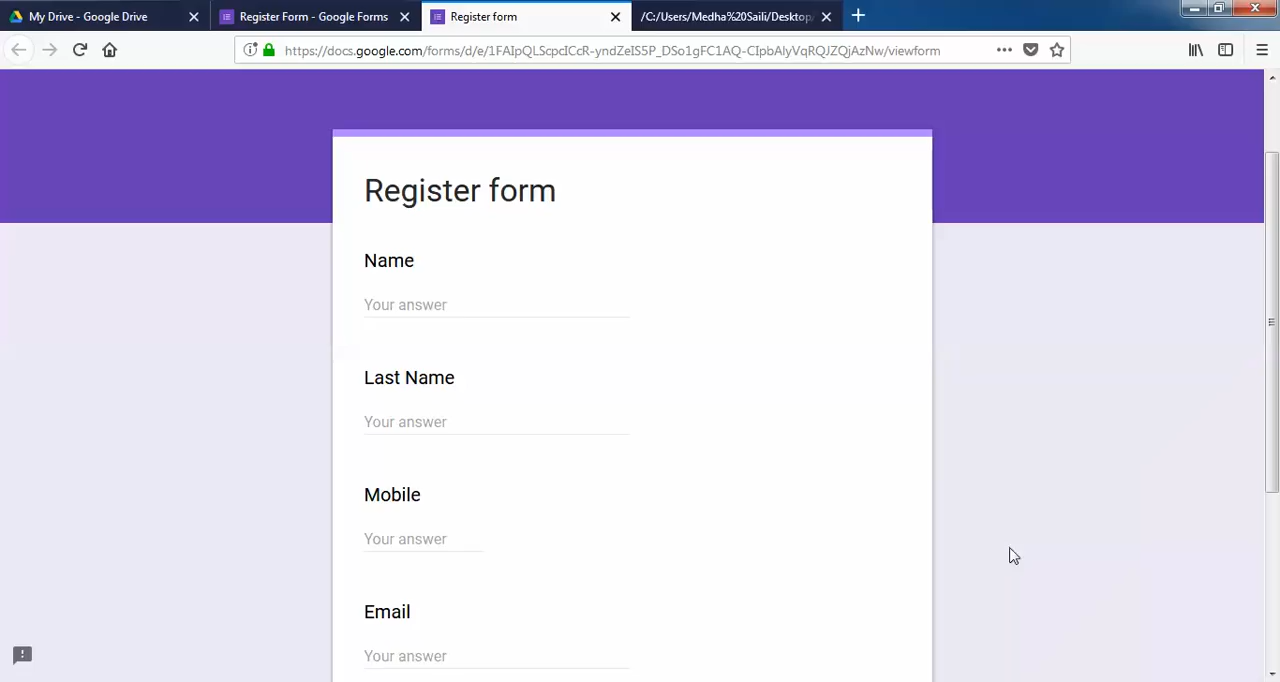 My Drive - Google Drive
Register Form - Google Forms
Register form
/C:/Users/Medha%20Saili/Desktop/
https://docs.google.com/forms/d/e/1FAIpQLScpdICcR-yndZeIS5P_DSo1gFC1AQ-CIpbAlyVqRQJZQjAzNw/viewform
Register form
Name
Your answer
Last Name
Your answer
Mobile
Your answer
Email
Your answer